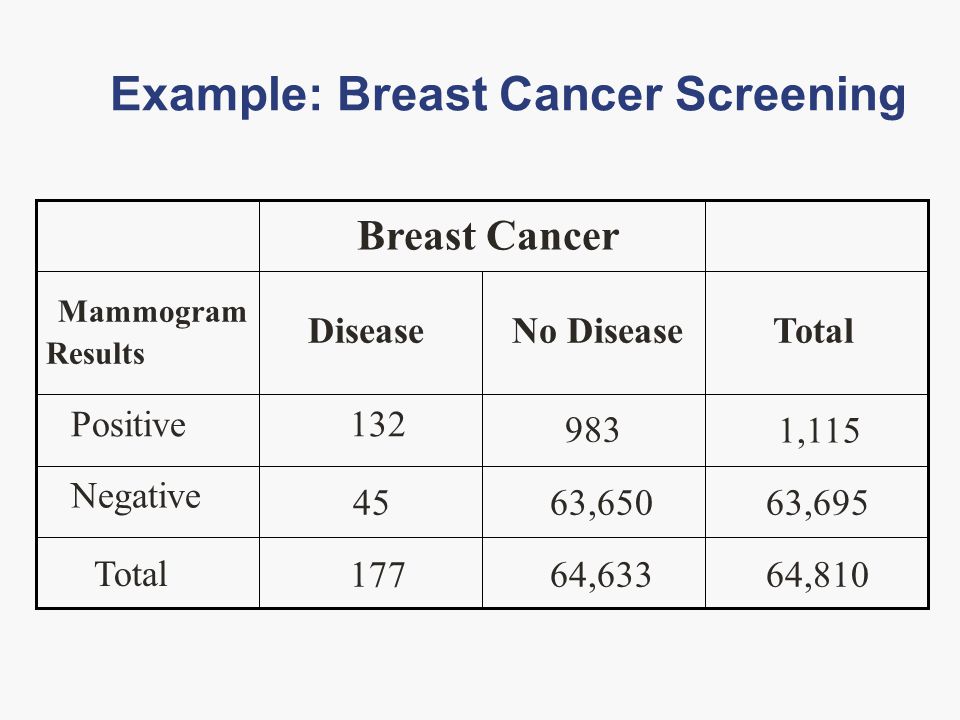 Example: Breast Cancer Screening
Breast Cancer
Mammogram
Results
Disease No Disease Total
Positive 132 983 1,115
Negative 45 63,650 63,695
Total 177 64,633 64,810